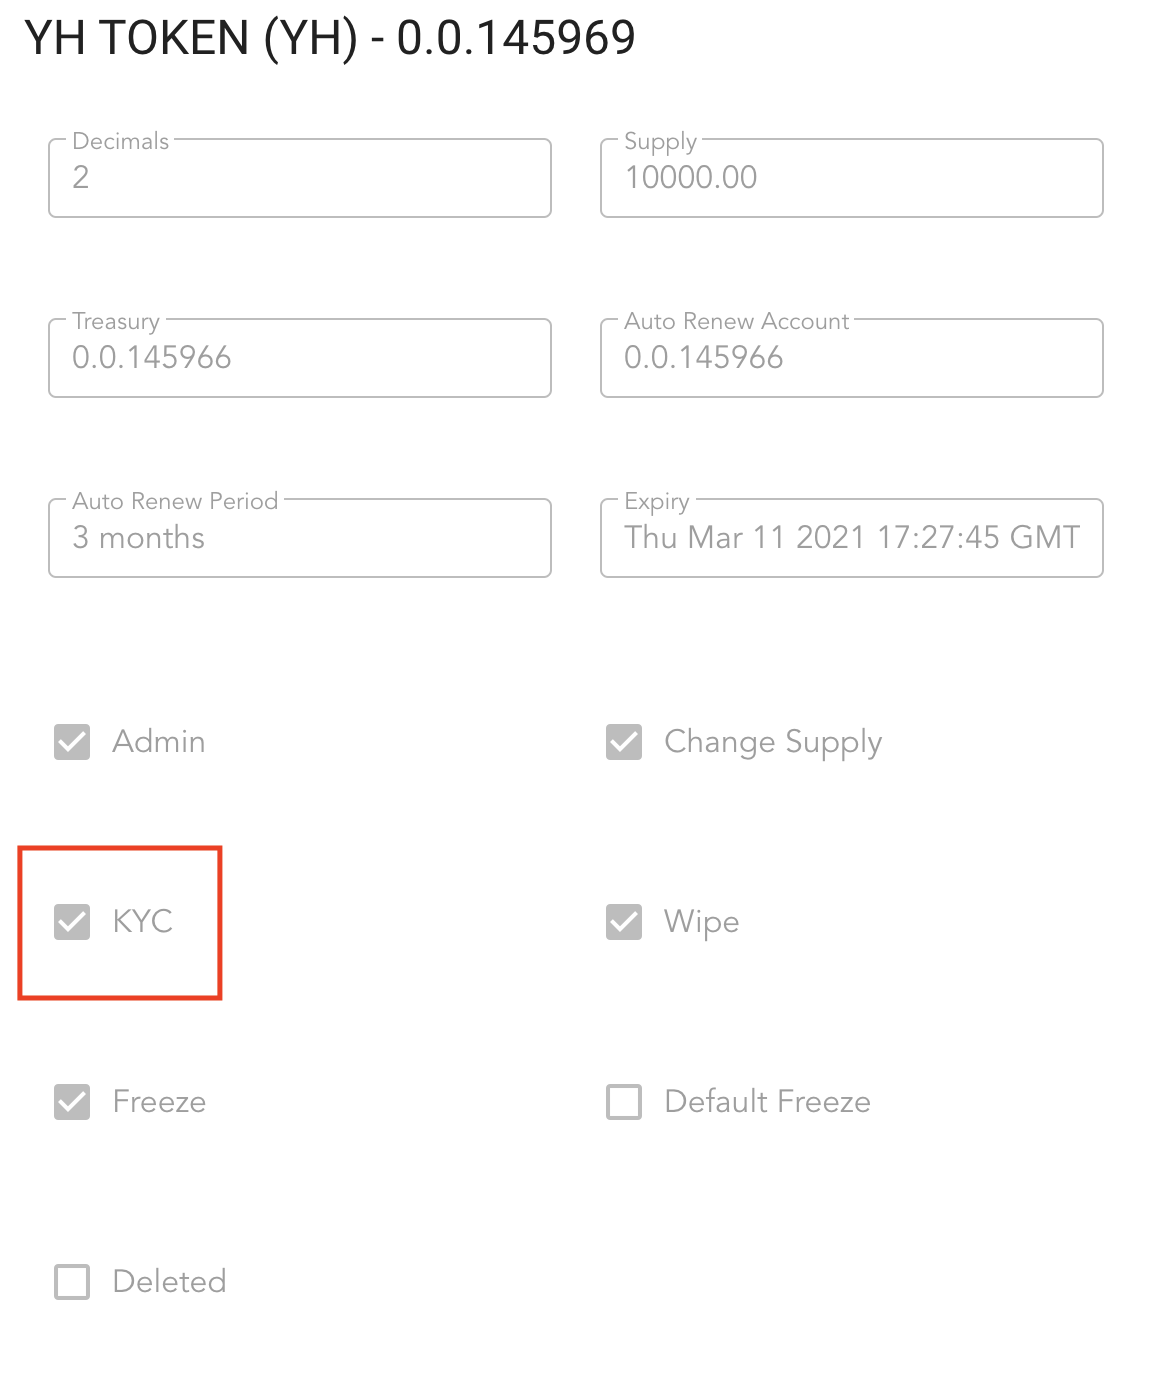 YH TOKEN (YH) - 0.0.145969
Decimals
2
Supply
10000.00
Treasury
0.0.145966
Auto Renew Account
0.0.145966
Auto Renew Period
3 months
Expiry
Thu Mar 11 2021 17:27:45 GMT
Admin
Change Supply
KYC
Wipe
Freeze
Default Freeze
Deleted